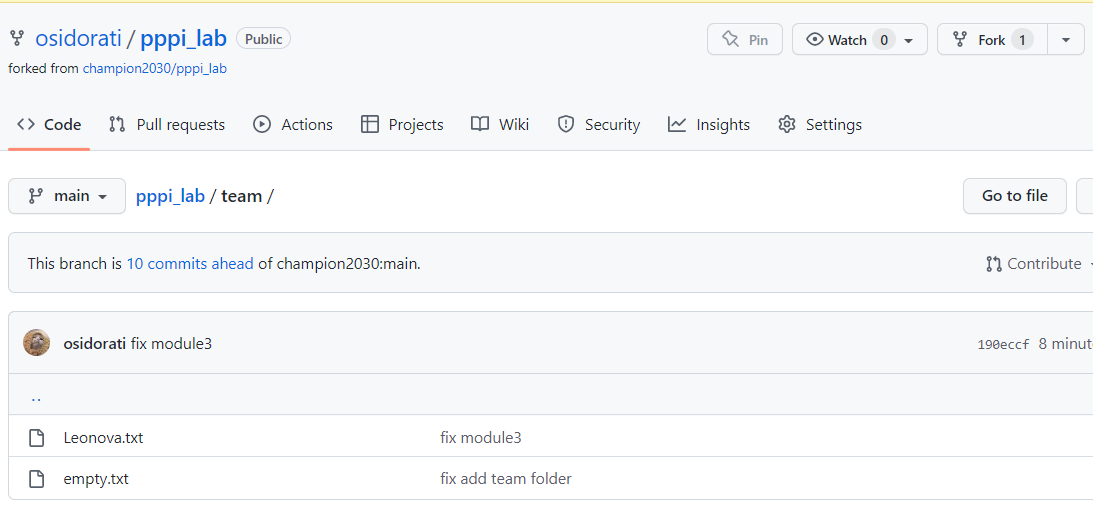 osidorati / pppi_lab Public Pin Watch 0 Fork 1
forked from champion2030/pppi_lab
Code Pull requests Actions Projects Wiki Security Insights Settings
main pppi_lab / team / Go to file
This branch is 10 commits ahead of champion2030:main. Contribute
osidorati fix module3 190eccf 8 minut
..
Leonova.txt fix module3
empty.txt fix add team folder